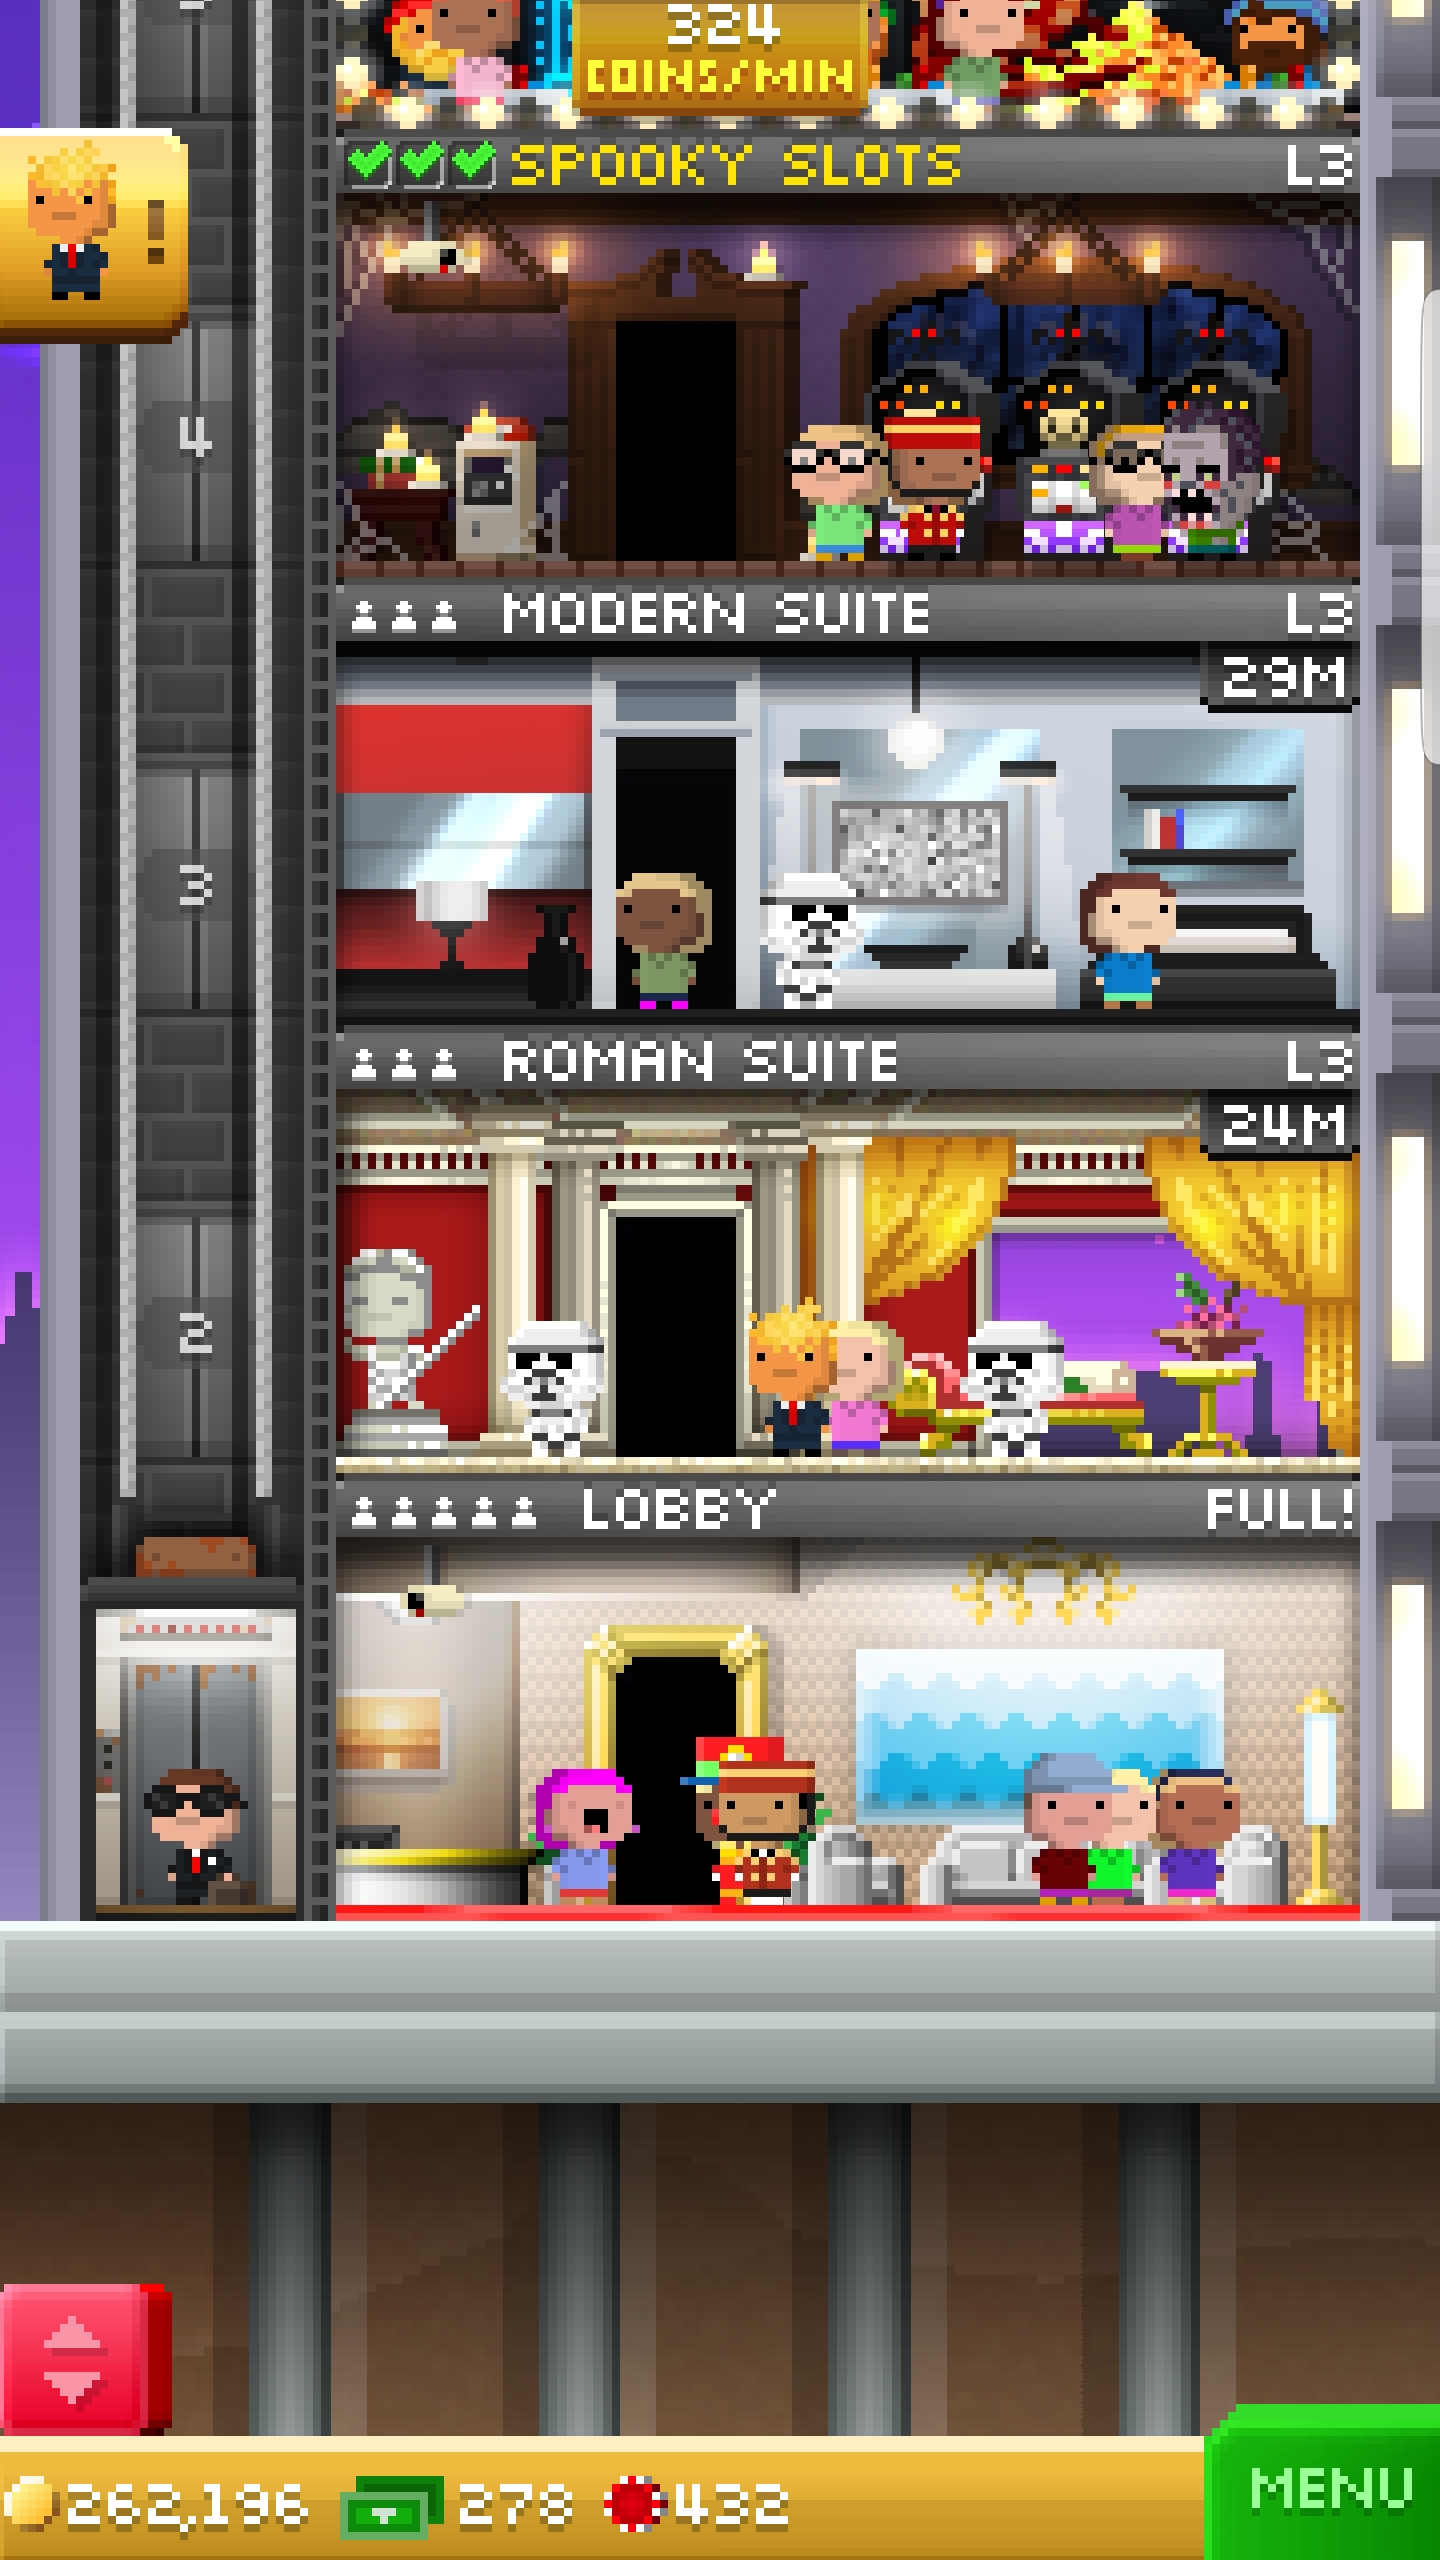 324
COINS/MIN
SPOOKY SLOTS L3
!
4
MODERN SUITE L3
29M
3
ROMAN SUITE L3
24M
2
LOBBY FULL!
262,196 278 432
MENU